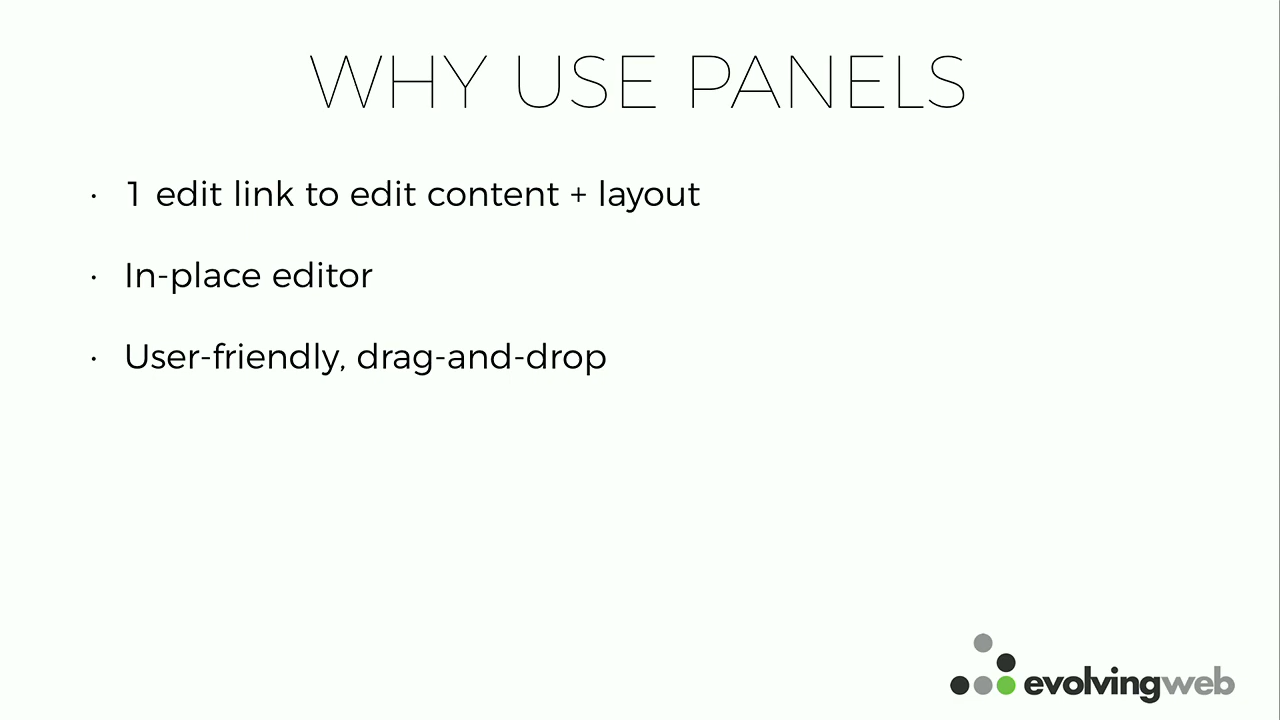 WHY USE PANELS
· 1 edit link to edit content + layout
· In-place editor
· User-friendly, drag-and-drop
evolvingweb